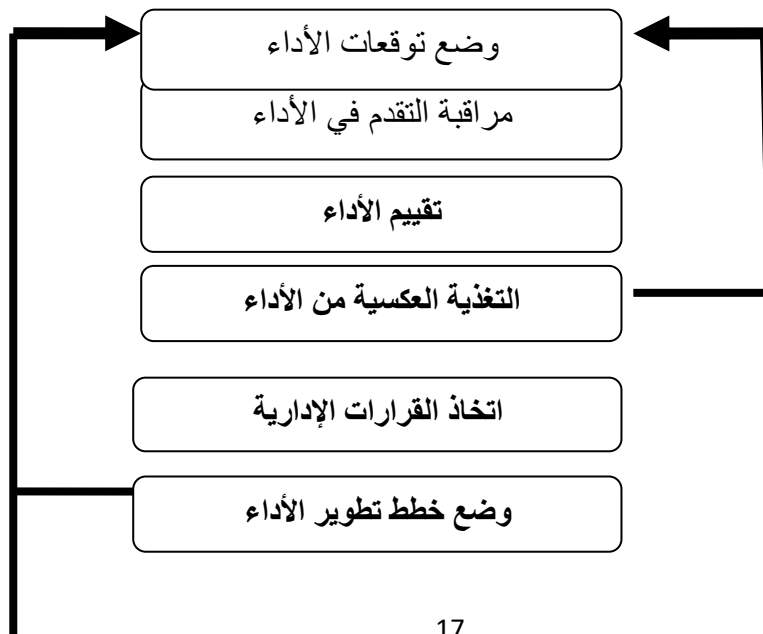 وضع توقعات الأداء
مراقبة التقدم في الأداء
تقييم الأداء
التغذية العكسية من الأداء
اتخاذ القرارات الإدارية
وضع خطط تطوير الأداء
17